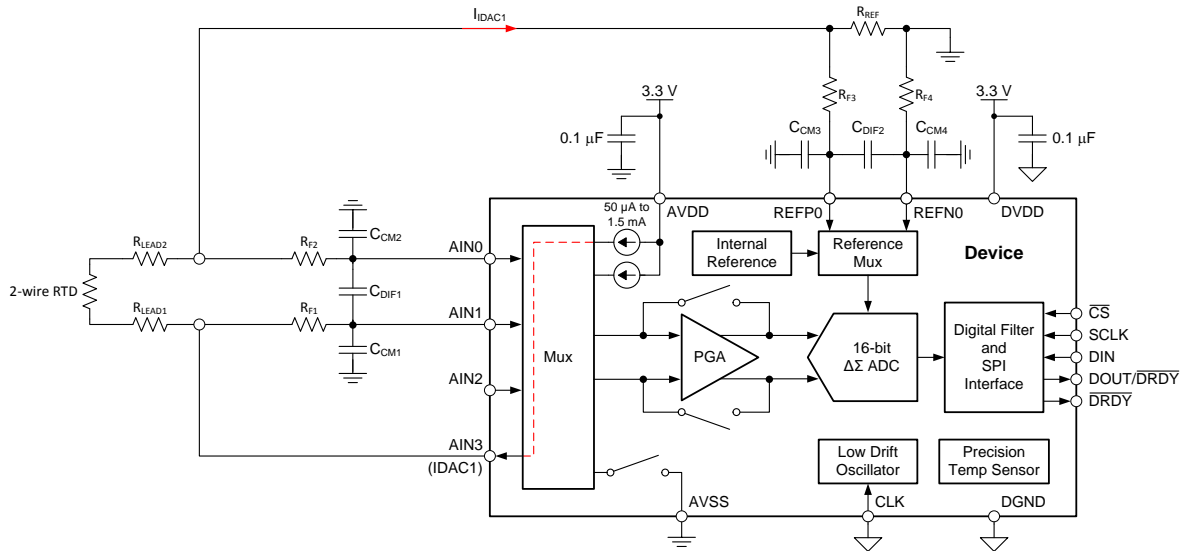 I_IDAC1
R_REF
3.3 V
R_F3
R_F4
3.3 V
0.1 μF
C_CM3
C_DIF2
C_CM4
0.1 μF
AVDD
REFP0
REFN0
DVDD
50 μA to
1.5 mA
Internal
Reference
Reference
Mux
Device
R_LEAD2
R_F2
C_CM2
AIN0
2-wire RTD
C_DIF1
R_LEAD1
R_F1
AIN1
C_CM1
AIN2
Mux
PGA
16-bit
ΔΣ ADC
Digital Filter
and
SPI
Interface
C̅S̅
SCLK
DIN
DOUT/D̅R̅D̅Y̅
D̅R̅D̅Y̅
AIN3
(IDAC1)
Low Drift
Oscillator
Precision
Temp Sensor
AVSS
CLK
DGND